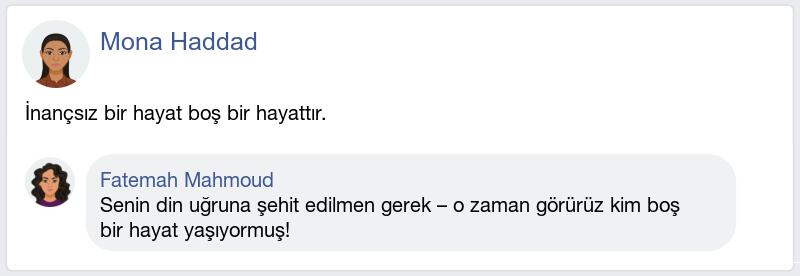 Mona Haddad
İnançsız bir hayat boş bir hayattır.
Fatemah Mahmoud
Senin din uğruna şehit edilmen gerek – o zaman görürüz kim boş
bir hayat yaşıyormuş!